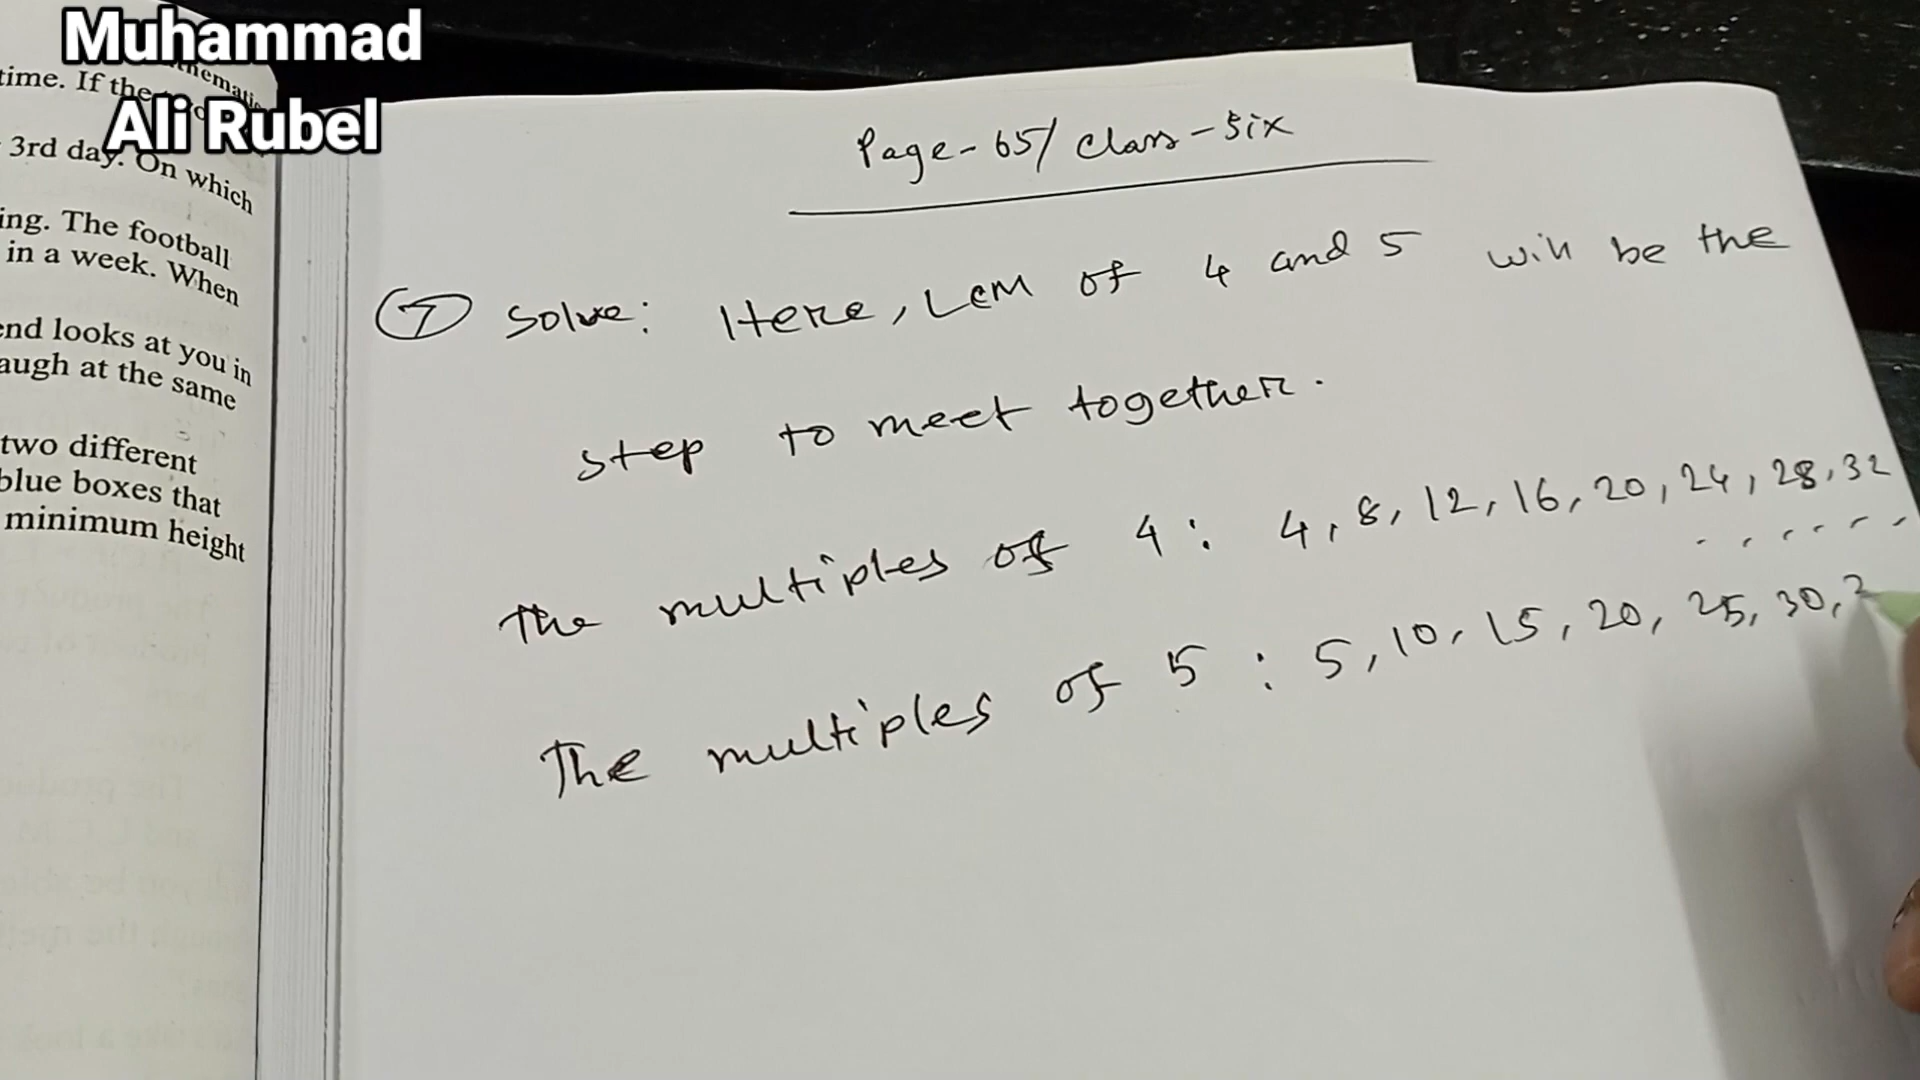 Muhammad
Ali Rubel
time. If the
3rd day. On which
ing. The football
in a week. When
end looks at you in
augh at the same
two different
blue boxes that
minimum height
Page-65/ Class-Six
7 Solve: Here, LCM of 4 and 5 will be the
step to meet together.
The multiples of 4: 4, 8, 12, 16, 20, 24, 28, 32
......
The multiples of 5: 5, 10, 15, 20, 25, 30,